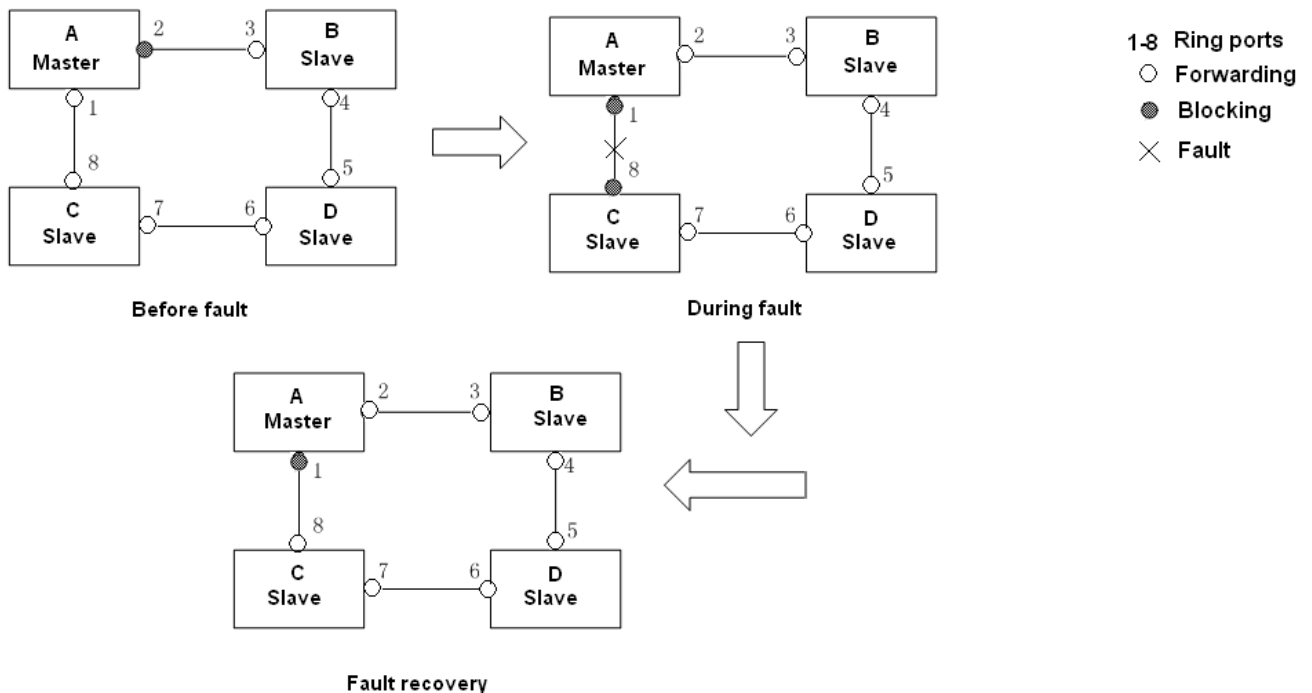 A
Master
2
3
B
Slave
1
4
8
5
C
Slave
7
6
D
Slave
Before fault
A
Master
2
3
B
Slave
1
4
8
5
C
Slave
7
6
D
Slave
During fault
1-8 Ring ports
Forwarding
Blocking
Fault
A
Master
2
3
B
Slave
1
4
8
5
C
Slave
7
6
D
Slave
Fault recovery